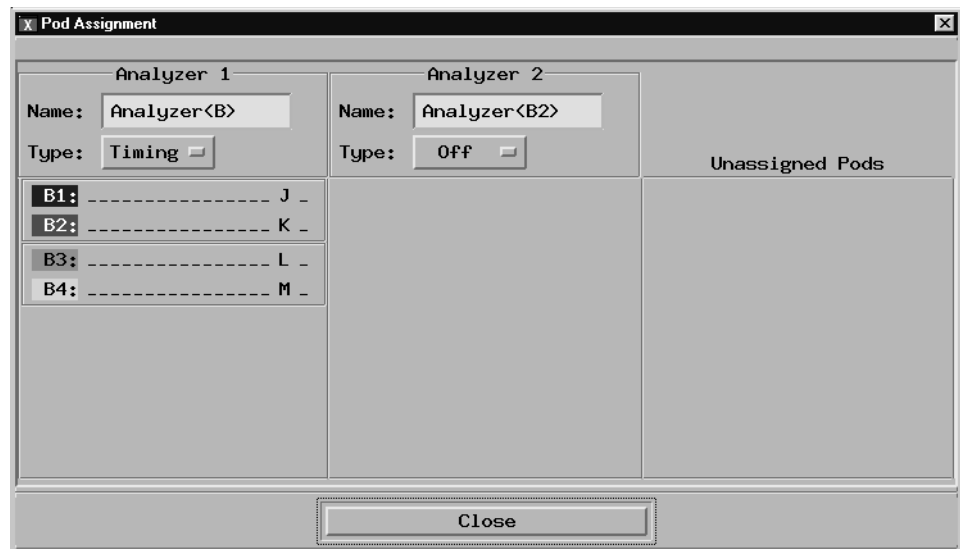 X Pod Assignment
Analyzer 1
Name: Analyzer<B>
Type: Timing
Analyzer 2
Name: Analyzer<B2>
Type: Off
Unassigned Pods
B1: _ _ _ _ _ _ _ _ _ _ _ _ _ _ _ _ J _
B2: _ _ _ _ _ _ _ _ _ _ _ _ _ _ _ _ K _
B3: _ _ _ _ _ _ _ _ _ _ _ _ _ _ _ _ L _
B4: _ _ _ _ _ _ _ _ _ _ _ _ _ _ _ _ M _
Close